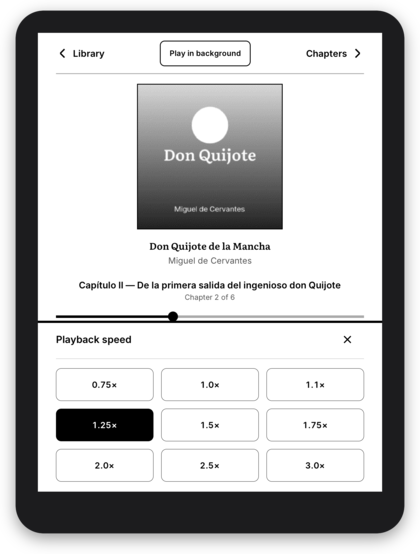 Library
Play in background
Chapters
Don Quijote
Miguel de Cervantes
Don Quijote de la Mancha
Miguel de Cervantes
Capítulo II — De la primera salida del ingenioso don Quijote
Chapter 2 of 6
Playback speed
0.75×
1.0×
1.1×
1.25×
1.5×
1.75×
2.0×
2.5×
3.0×